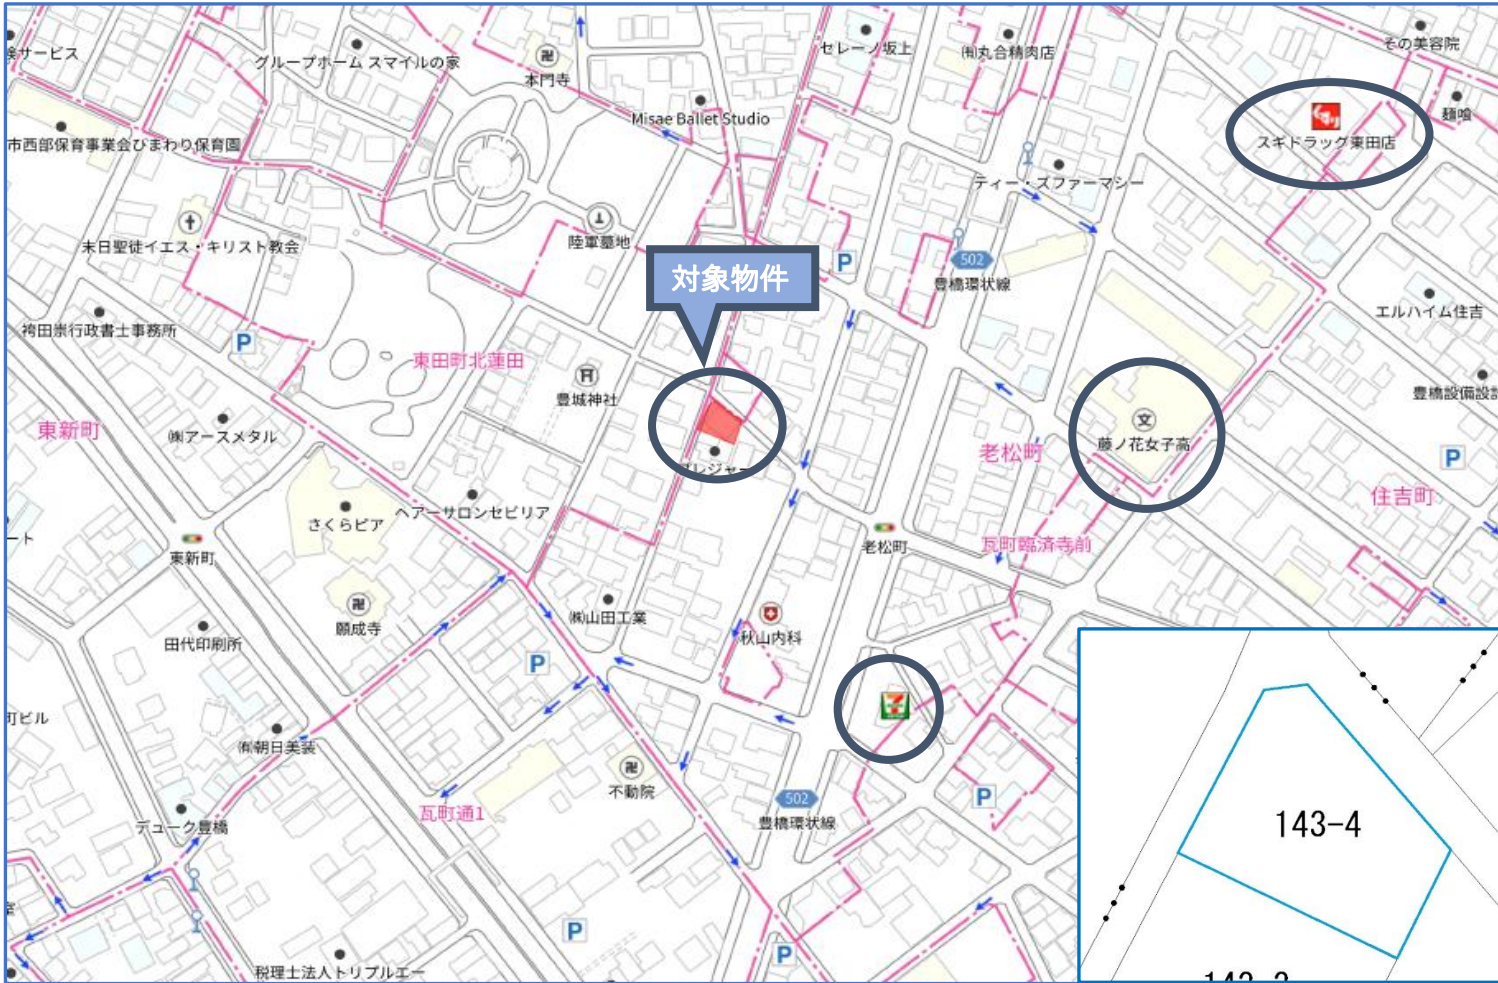 セレーノ坂上
㈲丸合精肉店
その美容院
グループホーム スマイルの家
本門寺
麺喰
Misae Ballet Studio
くすり
スギドラッグ東田店
市西部保育事業会ひまわり保育園
ティー・ズファーマシー
末日聖徒イエス・キリスト教会
陸軍墓地
対象物件
P
502
豊橋環状線
エルハイム住吉
袴田崇行政書士事務所
P
東田町北蓮田
豊城神社
豊橋設備設
東新町
㈱アースメタル
文
藤ノ花女子高
老松町
P
住吉町
さくらピア
ヘアーサロンセビリア
東新町
老松町
瓦町臨済寺前
㈱山田工業
願成寺
田代印刷所
秋山内科
P
7
町ビル
㈲朝日美装
不動院
P
502
豊橋環状線
瓦町通1
デューク豊橋
143-4
P
P
税理士法人トリプルエー